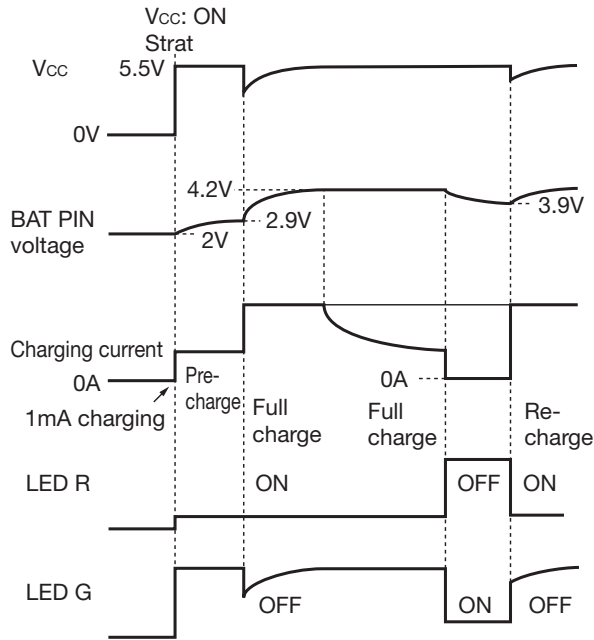 Vcc: ON
Strat
Vcc 5.5V
0V
4.2V
BAT PIN
voltage
2V
2.9V
3.9V
Charging current
0A
1mA charging
Pre-
charge
Full
charge
0A
Full
charge
Re-
charge
LED R
ON
OFF
ON
LED G
OFF
ON
OFF